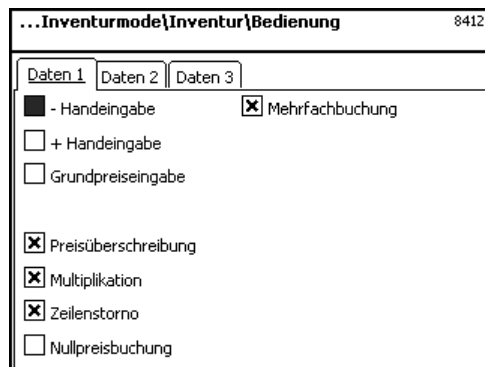 ...Inventurmode\Inventur\Bedienung 8412
Daten 1 Daten 2 Daten 3
- Handeingabe Mehrfachbuchung
+ Handeingabe
Grundpreiseingabe
Preisüberschreibung
Multiplikation
Zeilenstorno
Nullpreisbuchung